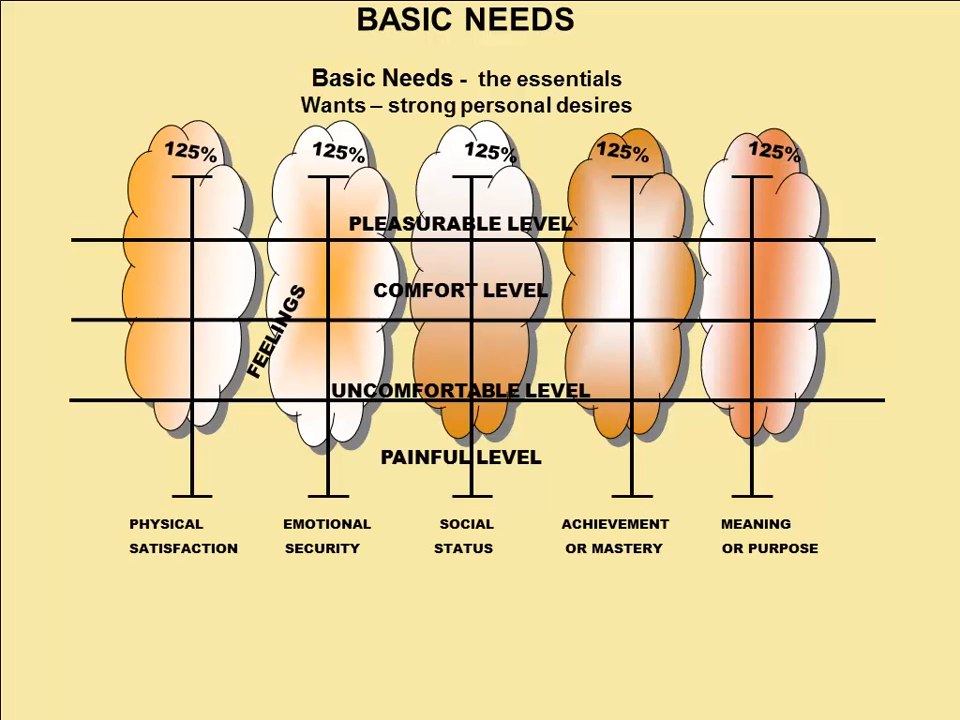 BASIC NEEDS
Basic Needs - the essentials
Wants – strong personal desires
125% 125% 125% 125% 125%
PLEASURABLE LEVEL
COMFORT LEVEL
FEELINGS
UNCOMFORTABLE LEVEL
PAINFUL LEVEL
PHYSICAL EMOTIONAL SOCIAL ACHIEVEMENT MEANING
SATISFACTION SECURITY STATUS OR MASTERY OR PURPOSE